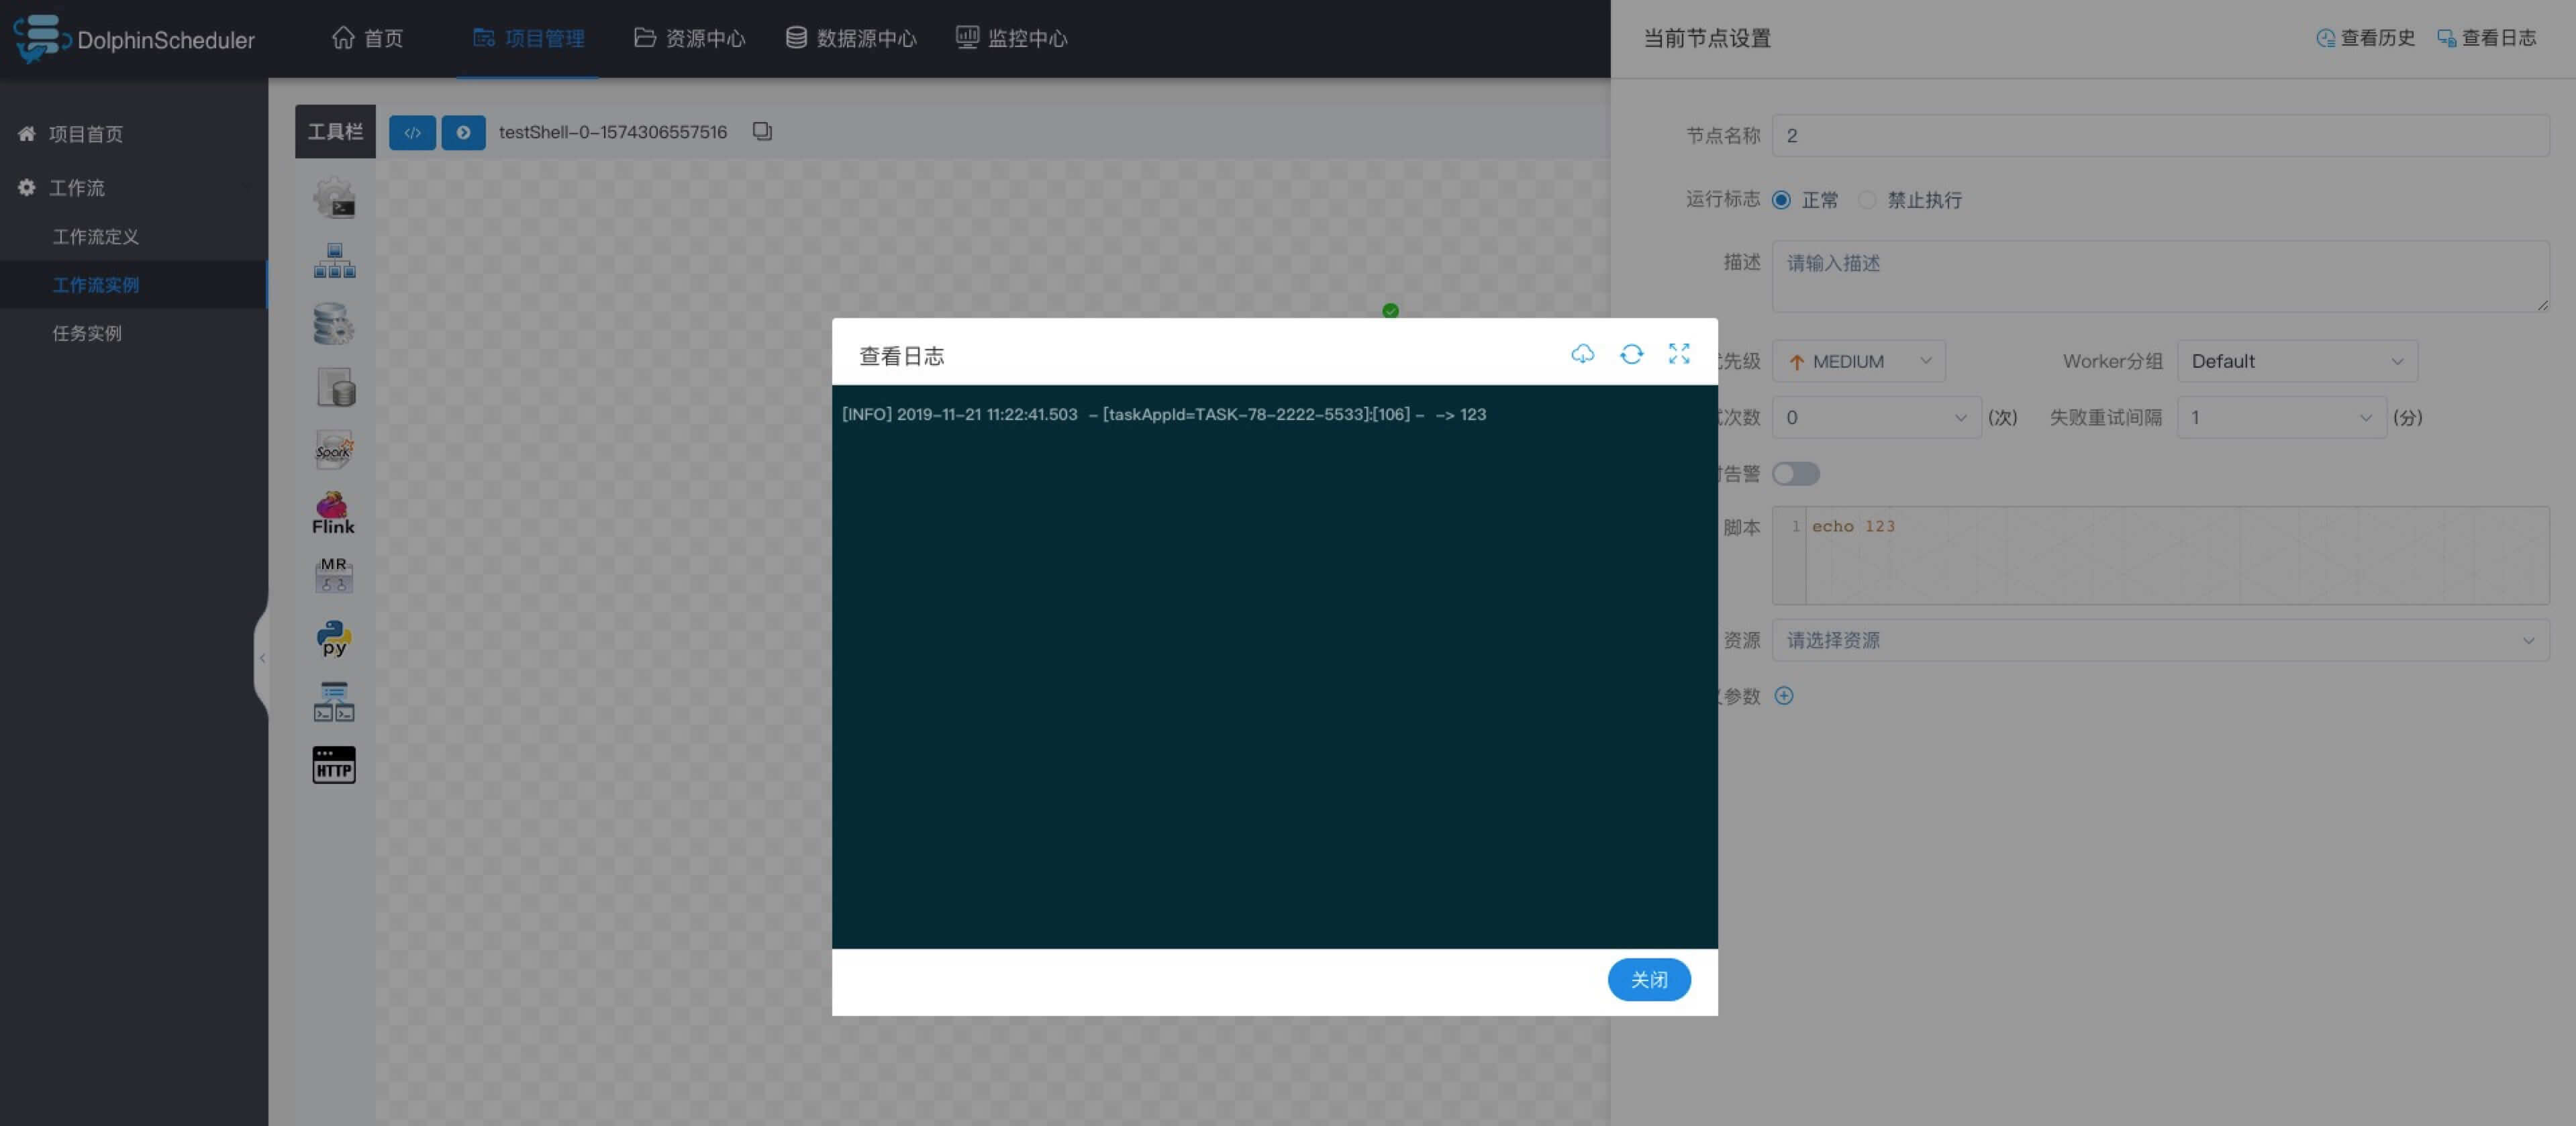 DolphinScheduler
首页
项目管理
资源中心
数据源中心
监控中心
当前节点设置
查看历史
查看日志
项目首页
工作流
工作流定义
工作流实例
任务实例
工具栏
</>
testShell-0-1574306557516
Spark
Flink
MR
py
HTTP
节点名称 2
运行标志 正常 禁止执行
描述 请输入描述
先级 MEDIUM Worker分组 Default
次数 0 (次) 失败重试间隔 1 (分)
告警
脚本 1 echo 123
资源 请选择资源
参数
查看日志
[INFO] 2019-11-21 11:22:41.503 - [taskAppId=TASK-78-2222-5533]:[106] - -> 123
关闭